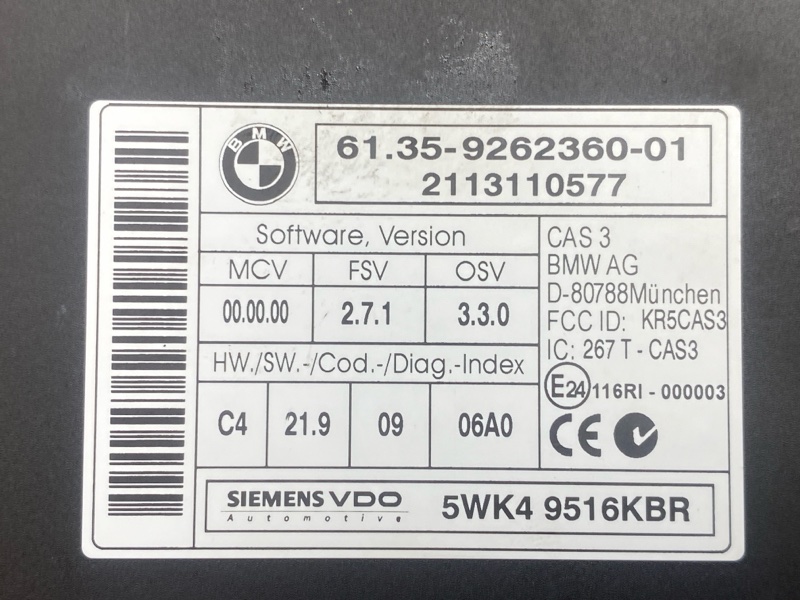 BMW
61.35-9262360-01
2113110577
Software, Version
MCV FSV OSV
00.00.00 2.7.1 3.3.0
HW./SW.-/Cod.-/Diag.-Index
C4 21.9 09 06A0
CAS 3
BMW AG
D-80788München
FCC ID: KR5CAS3
IC: 267 T - CAS3
E24 116RI - 000003
CE
SIEMENS VDO
Automotive
5WK4 9516KBR